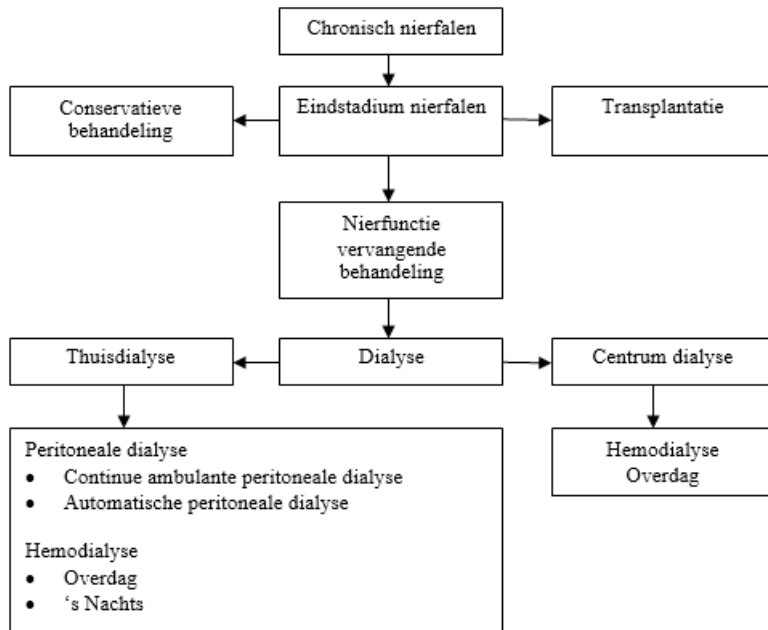 Chronisch nierfalen
Conservatieve
behandeling
Eindstadium nierfalen
Transplantatie
Nierfunctie
vervangende
behandeling
Thuisdialyse
Dialyse
Centrum dialyse
Peritoneale dialyse
● Continue ambulante peritoneale dialyse
● Automatische peritoneale dialyse
Hemodialyse
● Overdag
● ‘s Nachts
Hemodialyse
Overdag